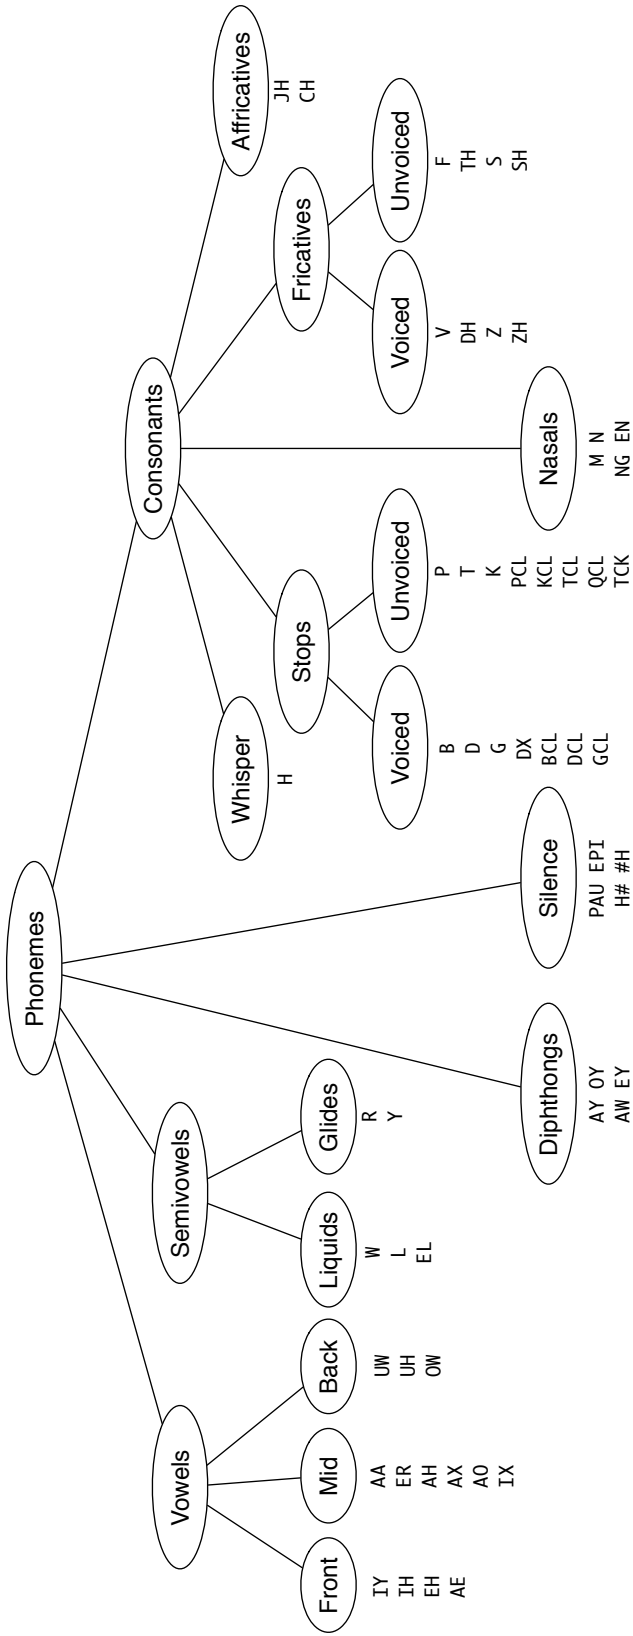 Phonemes
Vowels
Semivowels
Consonants
Whisper
H
Affricatives
JH
CH
Stops
Fricatives
Front
IY
IH
EH
AE
Mid
AA
ER
AH
AX
AO
IX
Back
UW
UH
OW
Liquids
W
L
EL
Glides
R
Y
Voiced
B
D
G
DX
BCL
DCL
GCL
Unvoiced
P
T
K
PCL
KCL
TCL
QCL
TCK
Voiced
V
DH
Z
ZH
Unvoiced
F
TH
S
SH
Diphthongs
AY OY
AW EY
Silence
PAU EPI
H# #H
Nasals
M N
NG EN